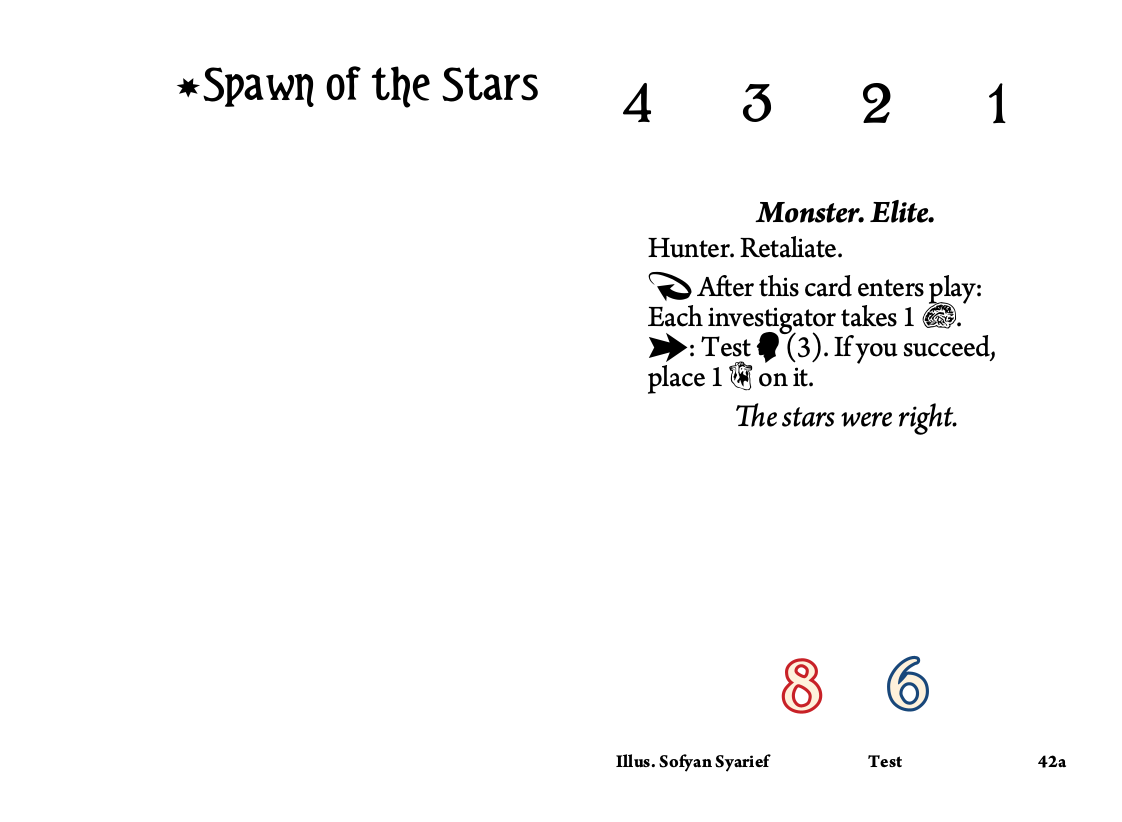 Spawn of the Stars
4 3 2 1
Monster. Elite.
Hunter. Retaliate.
After this card enters play:
Each investigator takes 1 .
: Test (3). If you succeed,
place 1 on it.
The stars were right.
8 6
Illus. Sofyan Syarief Test 42a